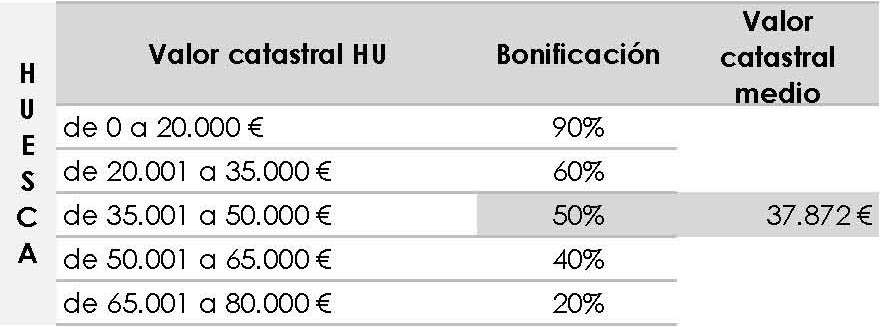 HUESCA
Valor catastral HU Bonificación Valor catastral medio
de 0 a 20.000 € 90%
de 20.001 a 35.000 € 60%
de 35.001 a 50.000 € 50% 37.872 €
de 50.001 a 65.000 € 40%
de 65.001 a 80.000 € 20%